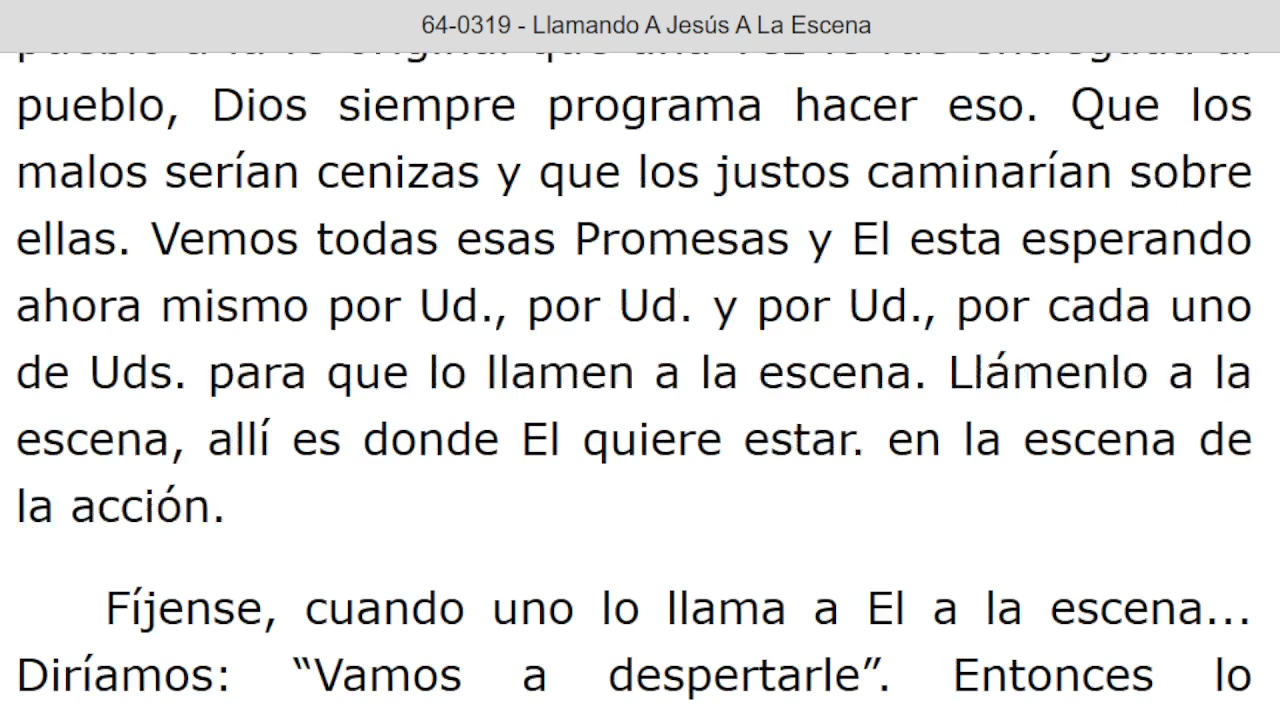 64-0319 - Llamando A Jesús A La Escena
pueblo, Dios siempre programa hacer eso. Que los
malos serían cenizas y que los justos caminarían sobre
ellas. Vemos todas esas Promesas y El esta esperando
ahora mismo por Ud., por Ud. y por Ud., por cada uno
de Uds. para que lo llamen a la escena. Llámenlo a la
escena, allí es donde El quiere estar. en la escena de
la acción.
Fíjense, cuando uno lo llama a El a la escena...
Diríamos: “Vamos a despertarle”. Entonces lo